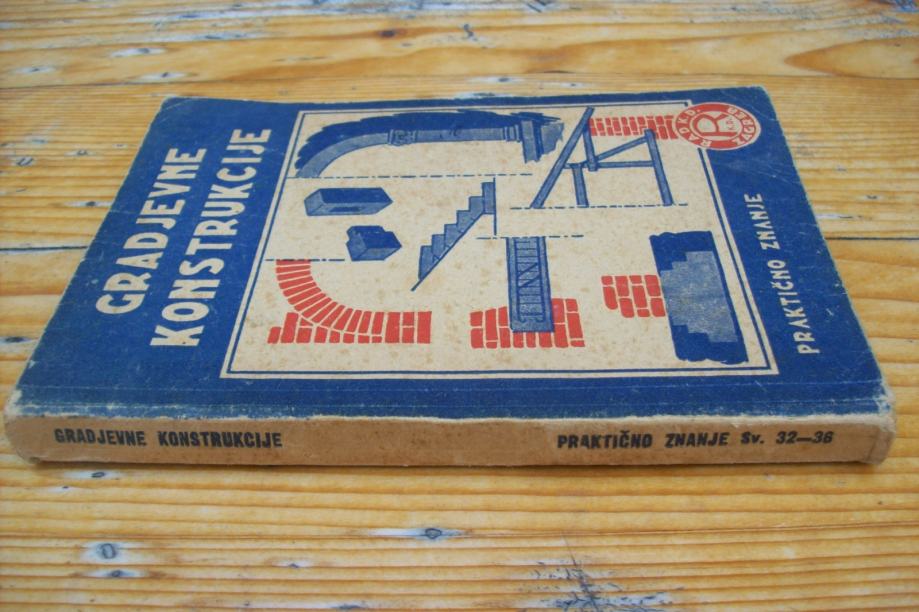 GRADJEVNE
KONSTRUKCIJE
PRAKTIČNO ZNANJE
GRADJEVNE KONSTRUKCIJE
PRAKTIČNO ZNANJE Sv. 32—36